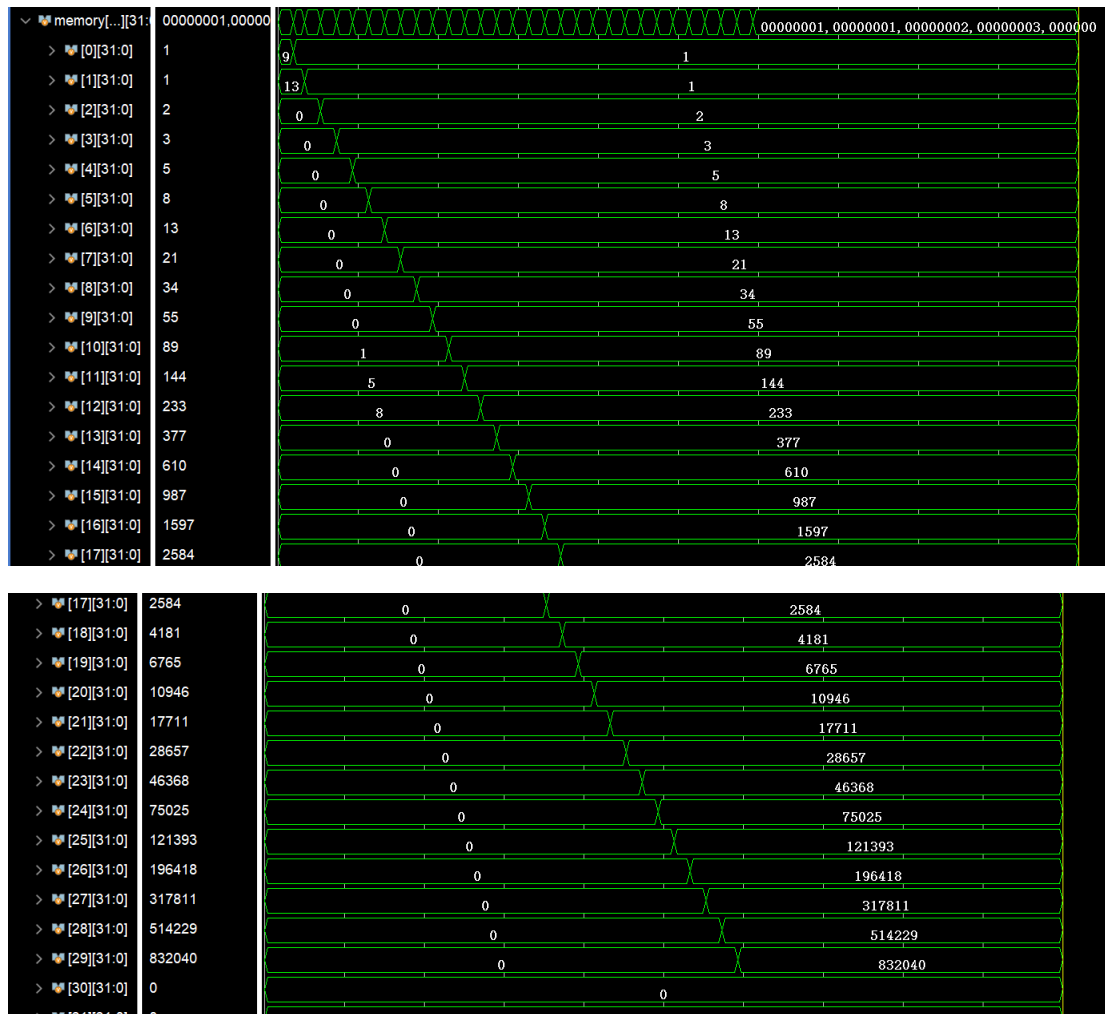 memory[...][31: 00000001,00000 00000001,00000001,00000002,00000003,000000
[0][31:0] 1 9 1
[1][31:0] 1 13 1
[2][31:0] 2 0 2
[3][31:0] 3 0 3
[4][31:0] 5 0 5
[5][31:0] 8 0 8
[6][31:0] 13 0 13
[7][31:0] 21 0 21
[8][31:0] 34 0 34
[9][31:0] 55 0 55
[10][31:0] 89 1 89
[11][31:0] 144 5 144
[12][31:0] 233 8 233
[13][31:0] 377 0 377
[14][31:0] 610 0 610
[15][31:0] 987 0 987
[16][31:0] 1597 0 1597
[17][31:0] 2584 0 2584
[17][31:0] 2584 0 2584
[18][31:0] 4181 0 4181
[19][31:0] 6765 0 6765
[20][31:0] 10946 0 10946
[21][31:0] 17711 0 17711
[22][31:0] 28657 0 28657
[23][31:0] 46368 0 46368
[24][31:0] 75025 0 75025
[25][31:0] 121393 0 121393
[26][31:0] 196418 0 196418
[27][31:0] 317811 0 317811
[28][31:0] 514229 0 514229
[29][31:0] 832040 0 832040
[30][31:0] 0 0